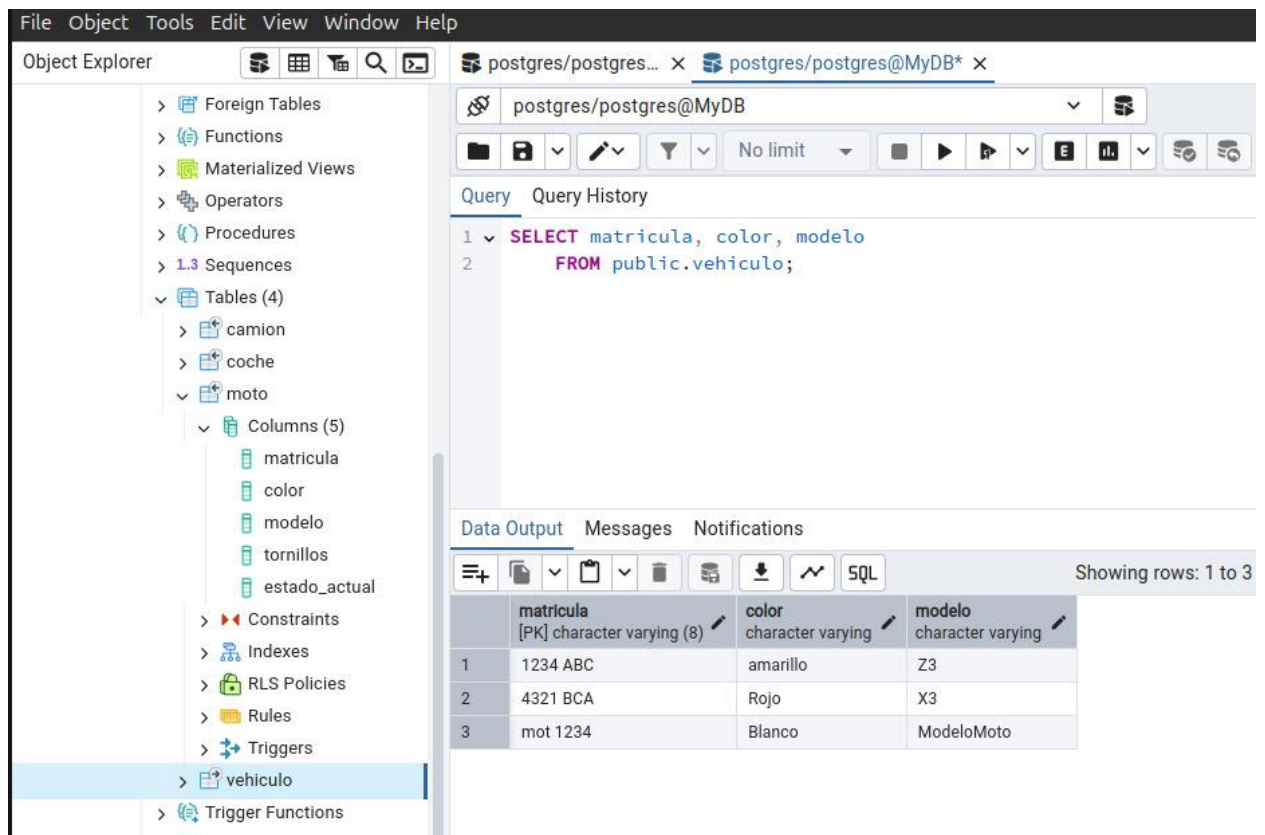 File Object Tools Edit View Window Help
Object Explorer
Foreign Tables
Functions
Materialized Views
Operators
Procedures
1..3 Sequences
Tables (4)
camion
coche
moto
Columns (5)
matricula
color
modelo
tornillos
estado_actual
Constraints
Indexes
RLS Policies
Rules
Triggers
vehiculo
Trigger Functions
postgres/postgres... postgres/postgres@MyDB*
postgres/postgres@MyDB
No limit E
Query Query History
1 SELECT matricula, color, modelo
2 FROM public.vehiculo;
Data Output Messages Notifications
SQL Showing rows: 1 to 3
matricula color modelo
[PK] character varying (8) character varying character varying
1 1234 ABC amarillo Z3
2 4321 BCA Rojo X3
3 mot 1234 Blanco ModeloMoto